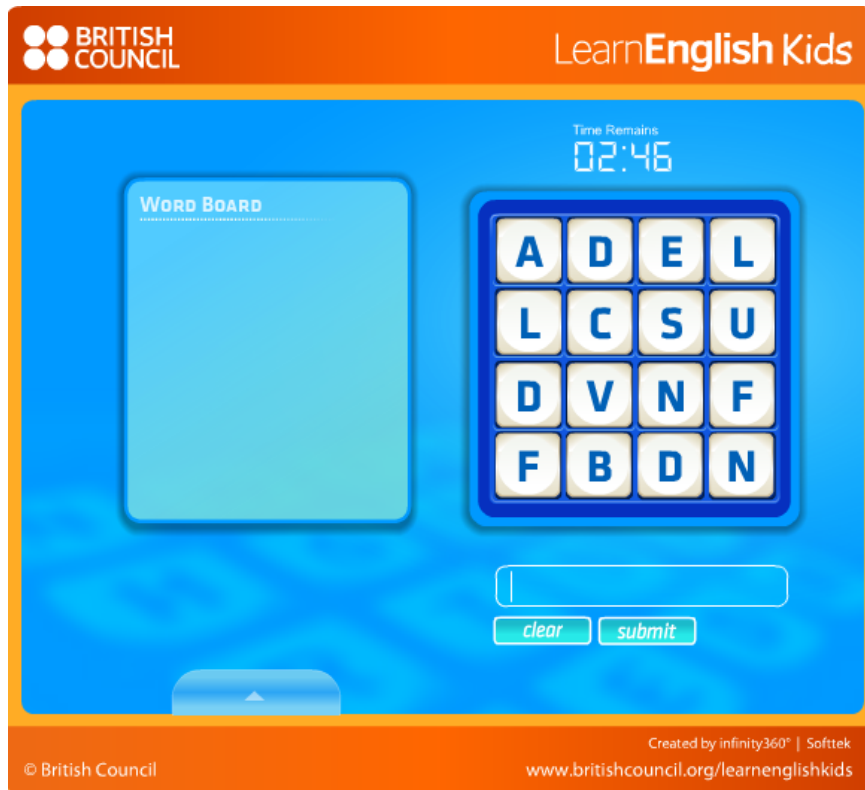 BRITISH
COUNCIL
LearnEnglish Kids
Time Remains
02:46
WORD BOARD
A D E L
L C S U
D V N F
F B D N
clear
submit
Created by infinity360° | Softtek
© British Council
www.britishcouncil.org/learnenglishkids